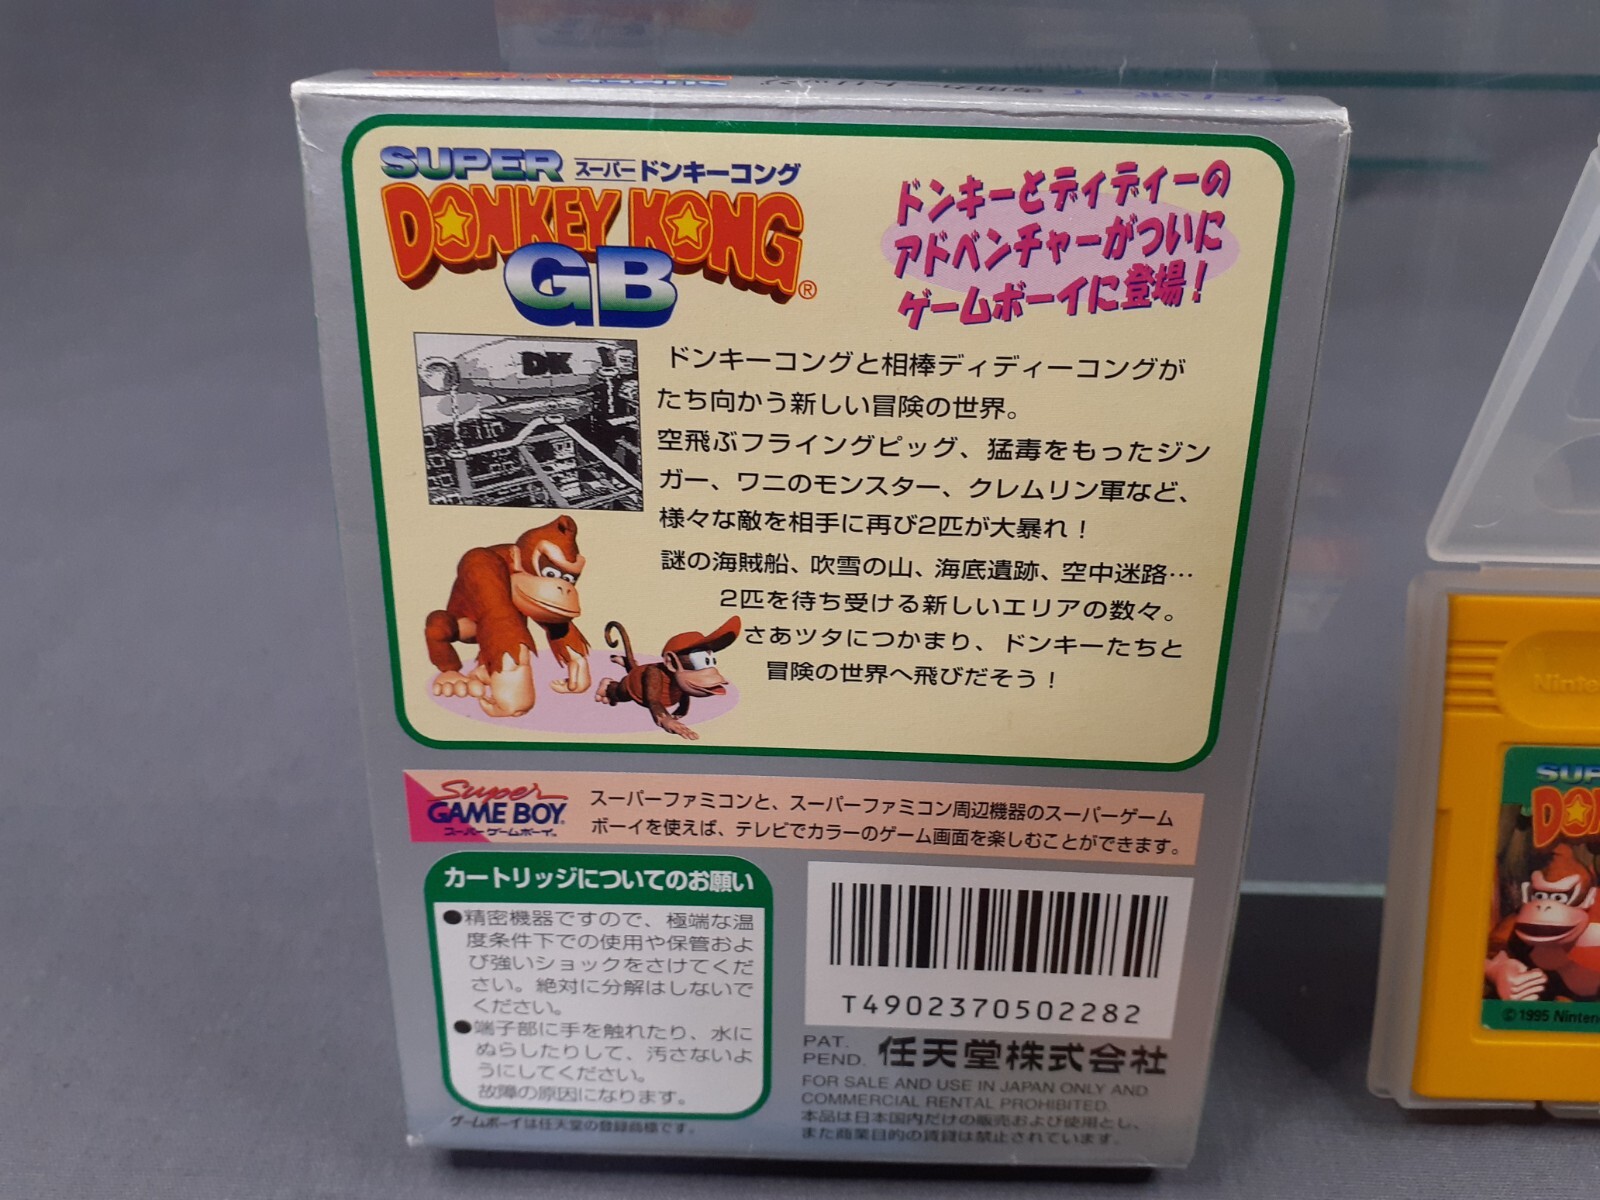 ゲームボーイ専用カートリッジ
SUPER スーパードンキーコング
DONKEY KONG
GB®
ドンキーとディディーの
アドベンチャーがついに
ゲームボーイに登場!
DK
ドンキーコングと相棒ディディーコングが
たち向かう新しい冒険の世界。
空飛ぶフライングピッグ、猛毒をもったジン
ガー、ワニのモンスター、クレムリン軍など、
様々な敵を相手に再び2匹が大暴れ!
謎の海賊船、吹雪の山、海底遺跡、空中迷路…
2匹を待ち受ける新しいエリアの数々。
さあツタにつかまり、ドンキーたちと
冒険の世界へ飛びだそう!
Super
GAME BOY
スーパーゲームボーイ
スーパーファミコンと、スーパーファミコン周辺機器のスーパーゲーム
ボーイを使えば、テレビでカラーのゲーム画面を楽しむことができます。
カートリッジについてのお願い
●精密機器ですので、極端な温
度条件下での使用や保管およ
び強いショックをさけてくだ
さい。絶対に分解はしないで
ください。
●端子部に手を触れたり、水に
ぬらしたりして、汚さないよ
うにしてください。
故障の原因になります。
ゲームボーイは任天堂の登録商標です。
T4902370502282
PAT.
PEND. 任天堂株式会社
FOR SALE AND USE IN JAPAN ONLY AND
COMMERCIAL RENTAL PROHIBITED.
本品は日本国内だけの販売および使用とし、
また商業目的の賃貸は禁止されています。
©1995